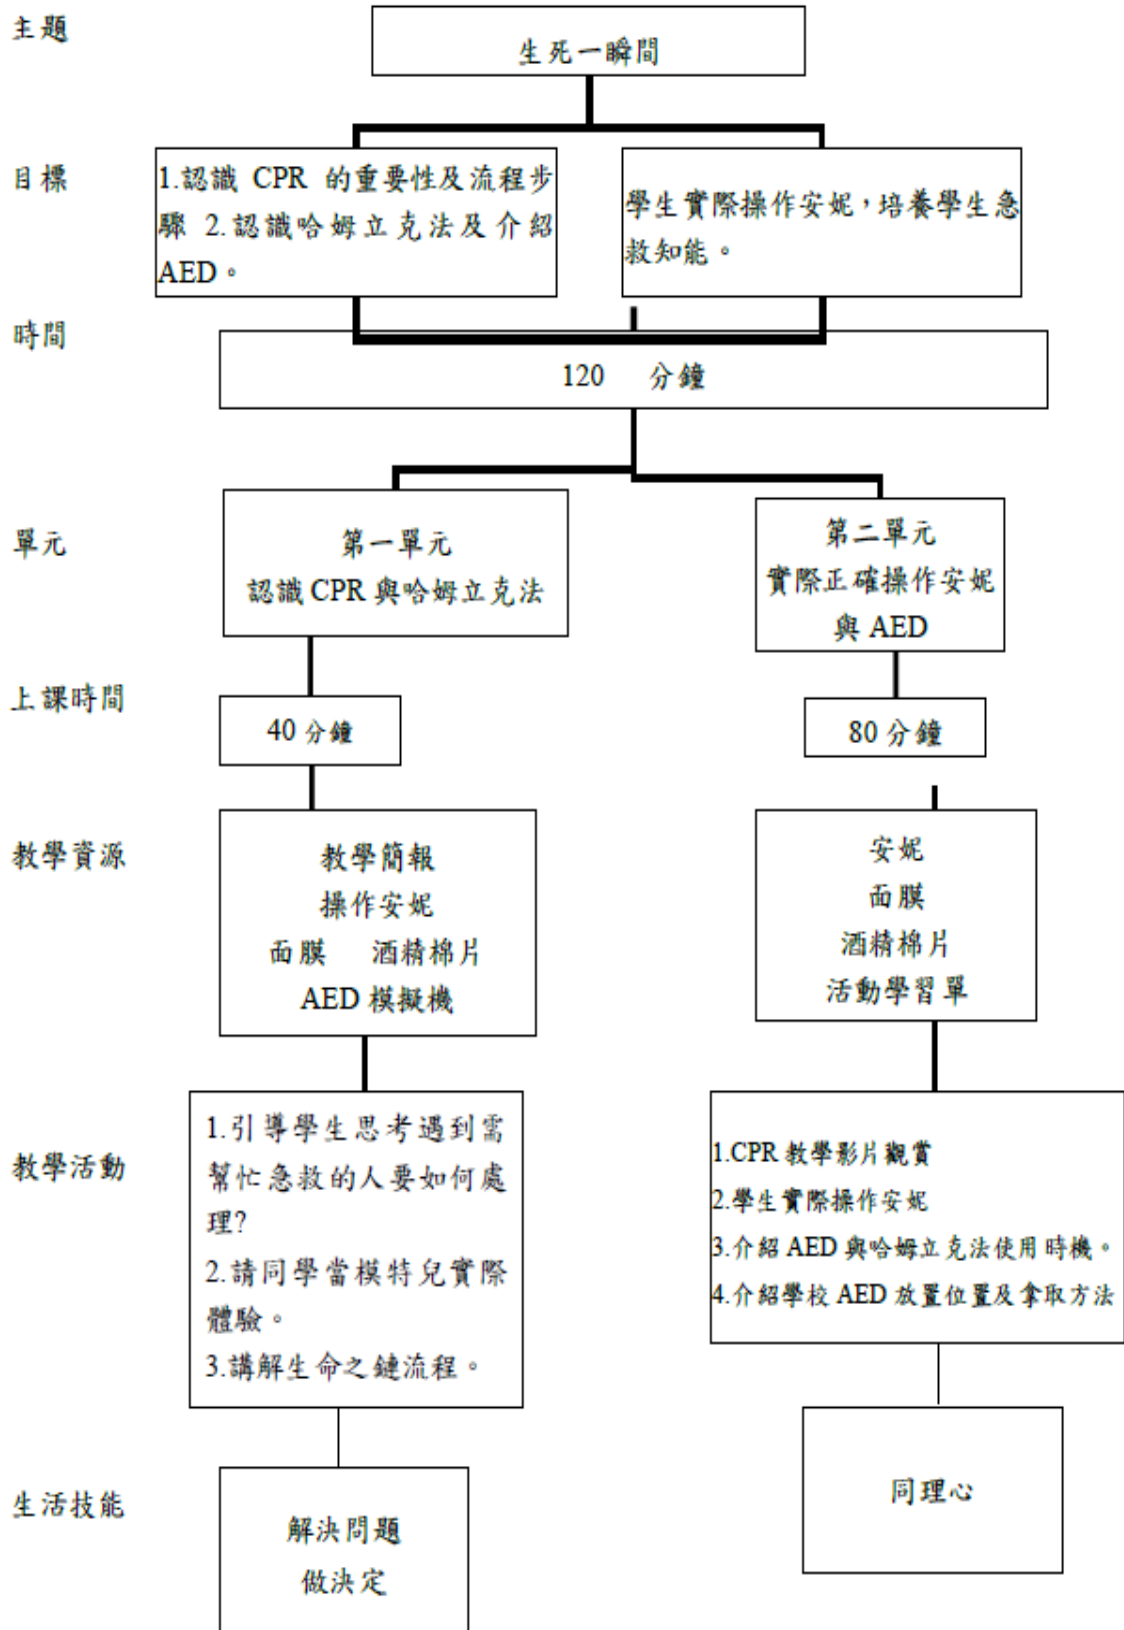 主題
生死一瞬間
目標
1.認識 CPR 的重要性及流程步
驟 2.認識哈姆立克法及介紹
AED。
學生實際操作安妮，培養學生急
救知能。
時間
120 分鐘
單元
第一單元
認識 CPR 與哈姆立克法
第二單元
實際正確操作安妮
與 AED
上課時間
40 分鐘
80 分鐘
教學資源
教學簡報
操作安妮
面膜 酒精棉片
AED 模擬機
安妮
面膜
酒精棉片
活動學習單
教學活動
1.引導學生思考遇到需
幫忙急救的人要如何處
理?
2.請同學當模特兒實際
體驗。
3.講解生命之鏈流程。
1.CPR 教學影片觀賞
2.學生實際操作安妮
3.介紹 AED 與哈姆立克法使用時機。
4.介紹學校 AED 放置位置及拿取方法
生活技能
解決問題
做決定
同理心